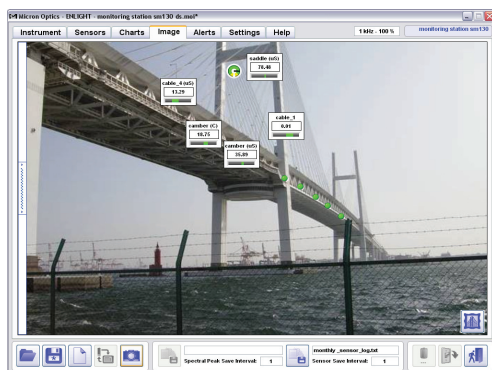 Micron Optics - ENLIGHT - monitoring station sm130 ds.moi*
Instrument Sensors Charts Image Alerts Settings Help
1 kHz - 100 %
monitoring station sm130
saddle (uS)
78.48
cable_4 (uS)
13.29
cable_1
0.01
camber (C)
18.75
camber (uS)
35.89
Spectral Peak Save Interval: 1
monthly_sensor_log.txt
Sensor Save Interval: 1